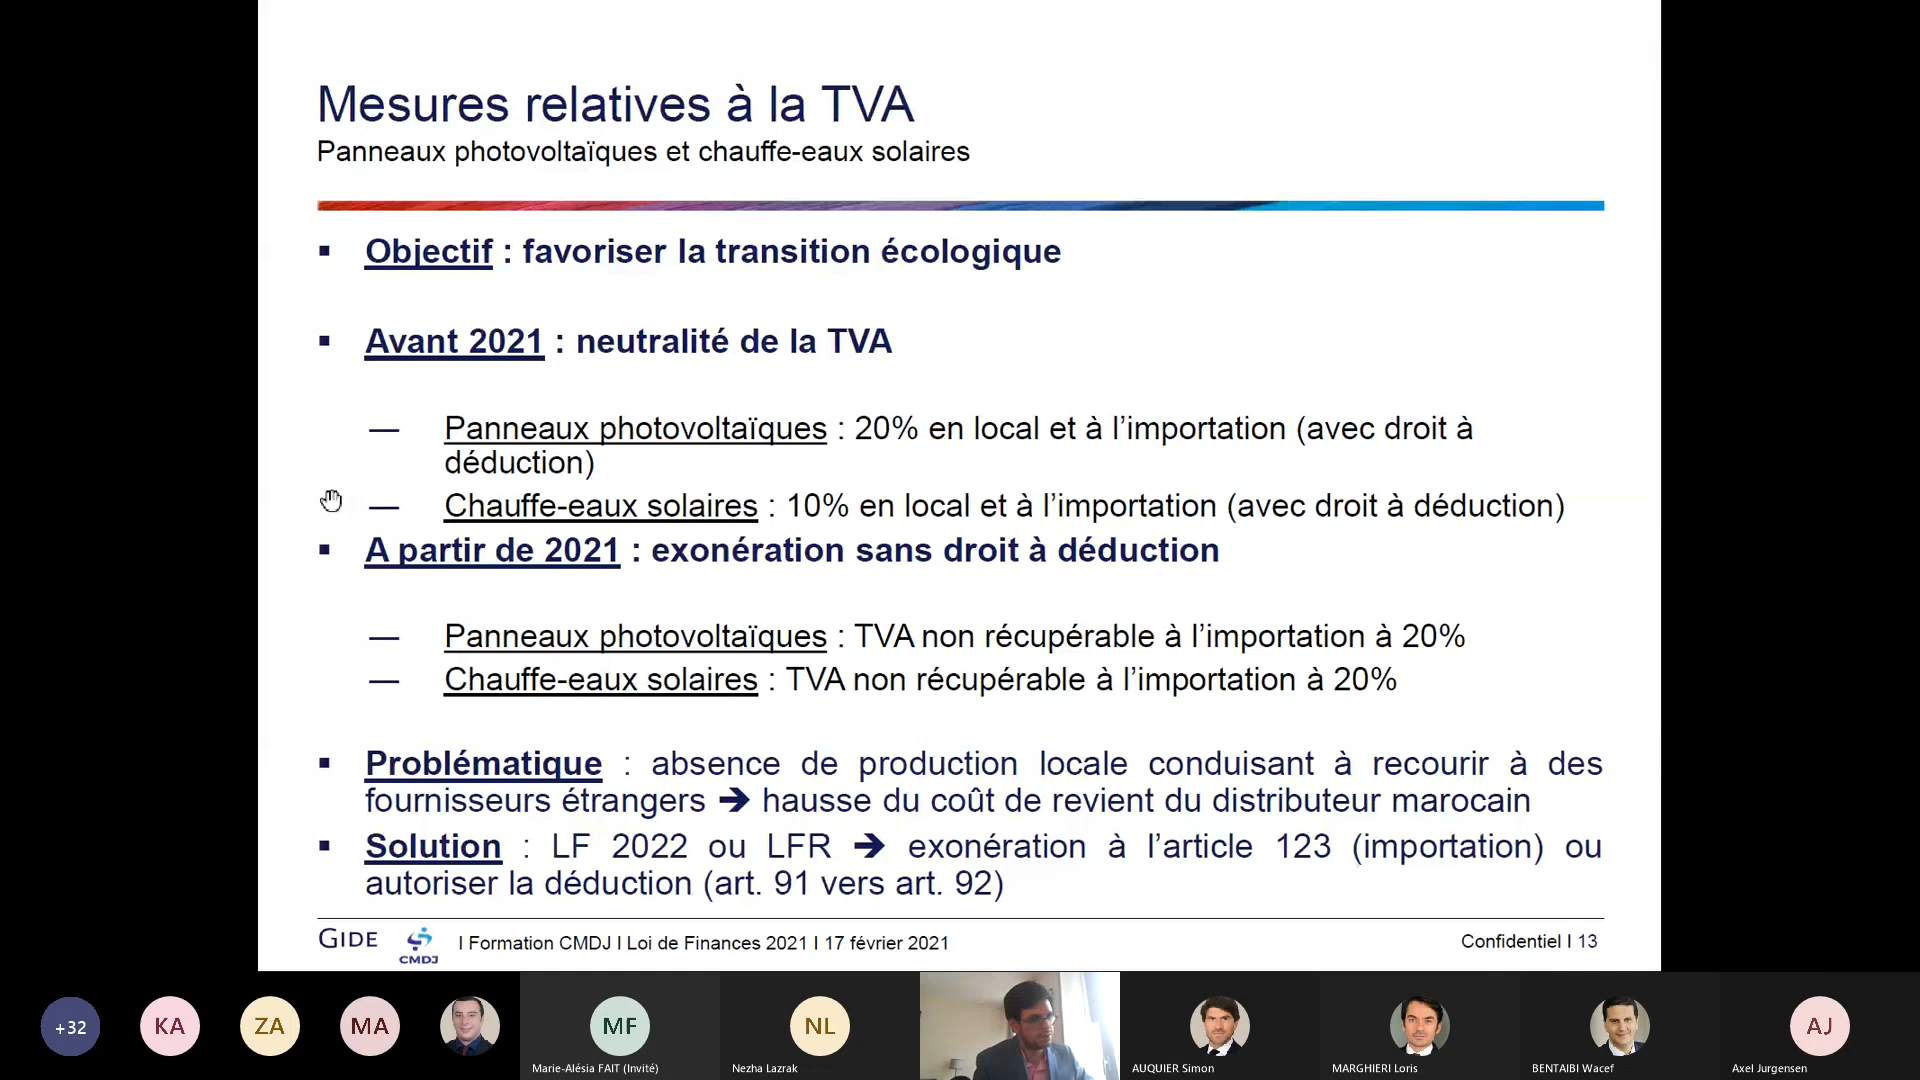 Mesures relatives à la TVA
Panneaux photovoltaïques et chauffe-eaux solaires
▪ Objectif : favoriser la transition écologique
▪ Avant 2021 : neutralité de la TVA
— Panneaux photovoltaïques : 20% en local et à l’importation (avec droit à
déduction)
— Chauffe-eaux solaires : 10% en local et à l’importation (avec droit à déduction)
▪ A partir de 2021 : exonération sans droit à déduction
— Panneaux photovoltaïques : TVA non récupérable à l’importation à 20%
— Chauffe-eaux solaires : TVA non récupérable à l’importation à 20%
▪ Problématique : absence de production locale conduisant à recourir à des
fournisseurs étrangers ➔ hausse du coût de revient du distributeur marocain
▪ Solution : LF 2022 ou LFR ➔ exonération à l’article 123 (importation) ou
autoriser la déduction (art. 91 vers art. 92)
GIDE CMDJ I Formation CMDJ I Loi de Finances 2021 I 17 février 2021 Confidentiel I 13
+32 KA ZA MA MF NL AJ
Marie-Alésia FAIT (Invité) Nezha Lazrak AUQUIER Simon MARGHIERI Loris BENTAIBI Wacef Axel Jurgensen